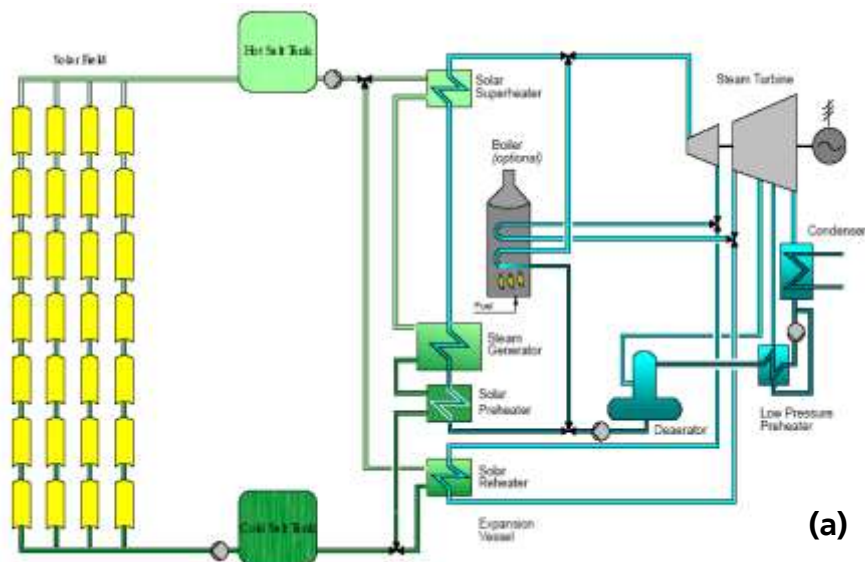 Solar Field
Hot Salt Tank
Solar
Superheater
Steam Turbine
Boiler
(optional)
Condenser
Fuel
Steam
Generator
Solar
Preheater
Deaerator
Low Pressure
Preheater
Solar
Reheater
Cold Salt Tank
Expansion
Vessel
(a)